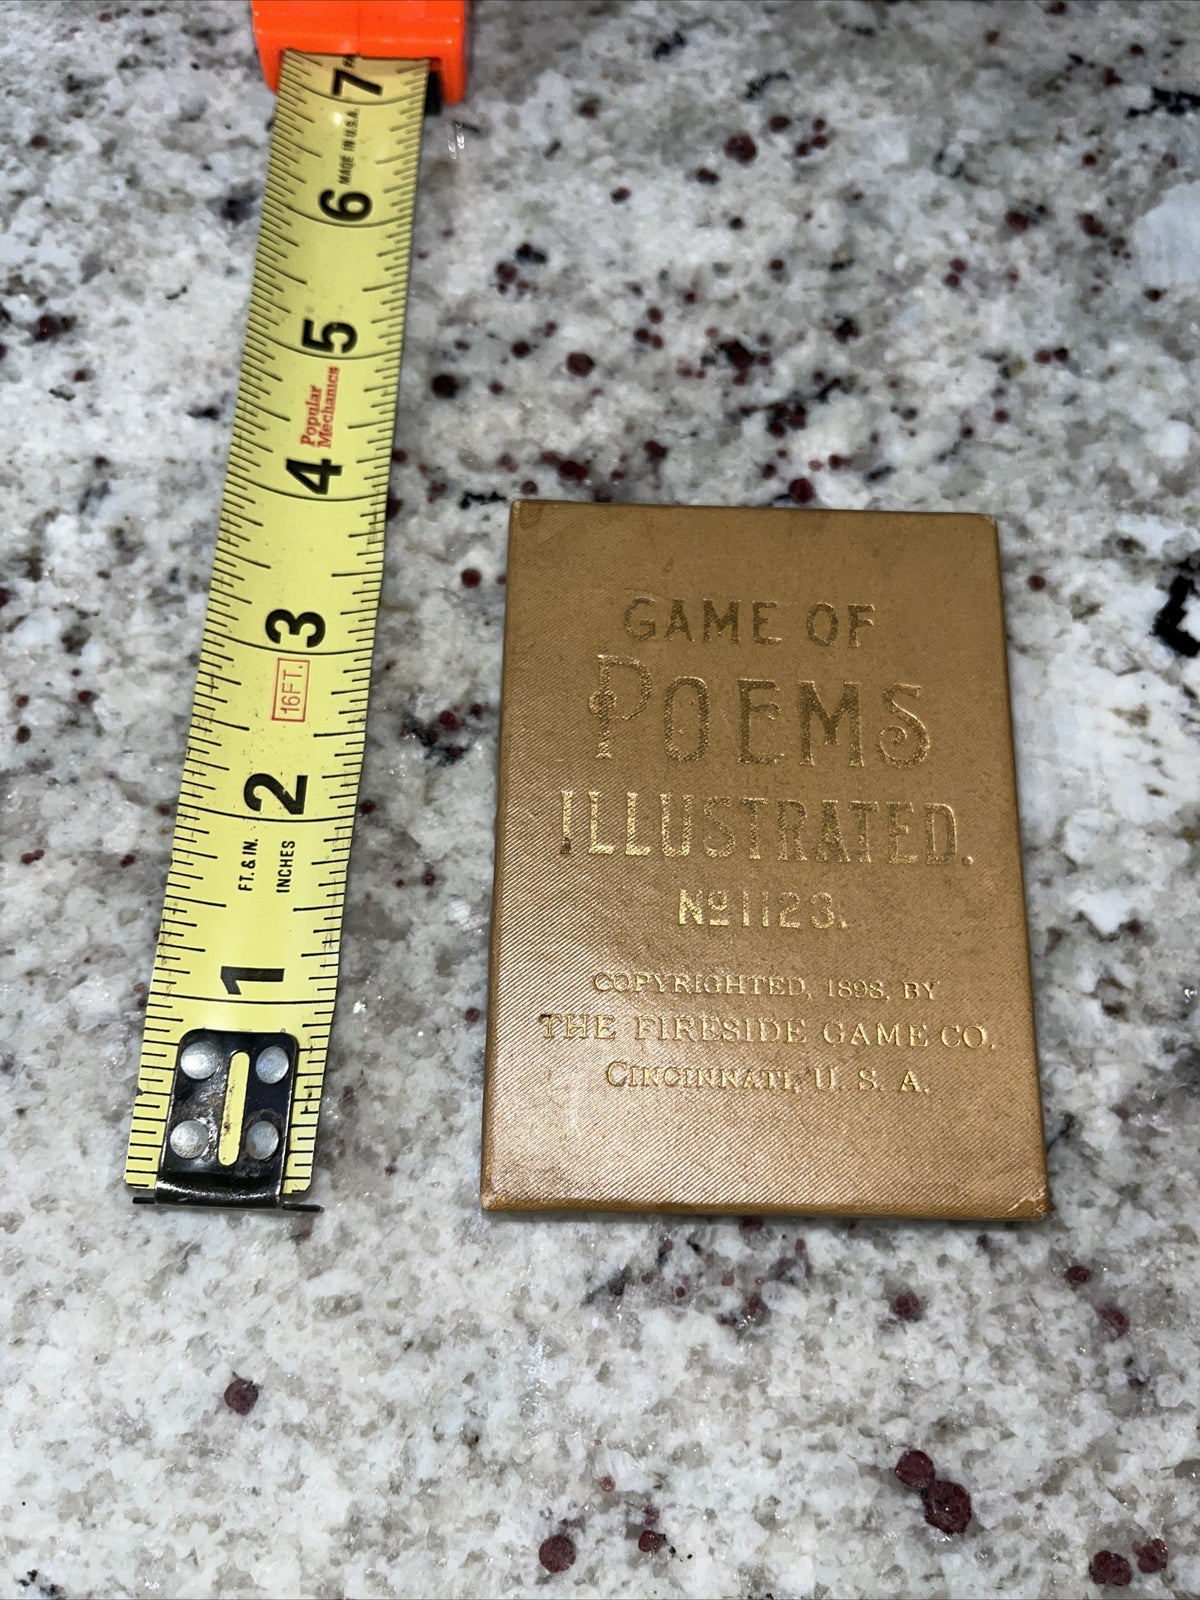 7
MADE IN U.S.A.
6
5
Popular
Mechanics
4
3
16FT.
2
FT. & IN.
INCHES
1
GAME OF
POEMS
ILLUSTRATED.
No 1123.
COPYRIGHTED, 1898, BY
THE FIRESIDE GAME CO.
CINCINNATI, U. S. A.